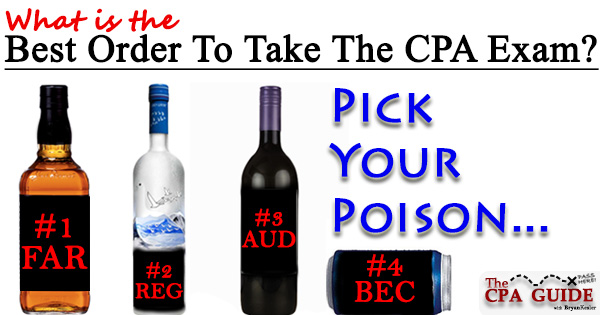 What is the
Best Order To Take The CPA Exam?
Pick
Your
Poison...
#1
FAR
#2
REG
#3
AUD
#4
BEC
PASS
HERE!
The
CPA GUIDE
with Bryan Kesler